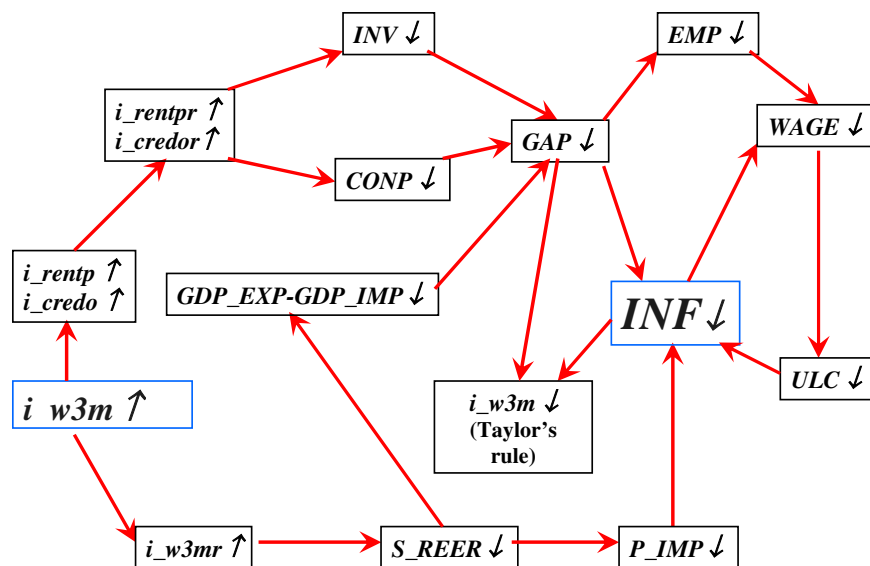 INV ↓
EMP ↓
i_rentpr ↑
i_credor ↑
GAP ↓
WAGE ↓
CONP ↓
i_rentp ↑
i_credo ↑
GDP_EXP-GDP_IMP ↓
INF ↓
i_w3m ↑
i_w3m ↓
(Taylor's
rule)
ULC ↓
i_w3mr ↑
S_REER ↓
P_IMP ↓